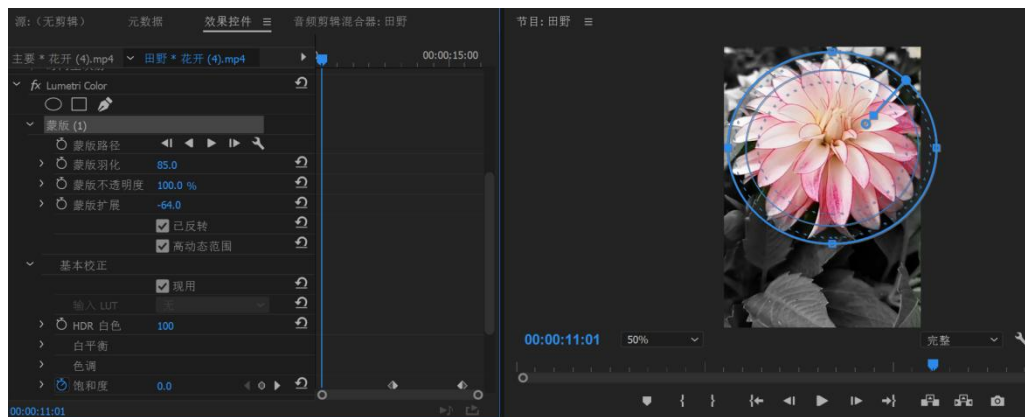 源:（无剪辑） 元数据 效果控件 音频剪辑混合器: 田野
主要 * 花开 (4).mp4 田野 * 花开 (4).mp4 00:00:15:00
fx Lumetri Color
蒙版 (1)
蒙版路径
蒙版羽化 85.0
蒙版不透明度 100.0 %
蒙版扩展 -64.0
已反转
高动态范围
基本校正
现用
输入 LUT 无
HDR 白色 100
白平衡
色调
饱和度 0.0
00:00:11:01
节目: 田野
00:00:11:01 50% 完整